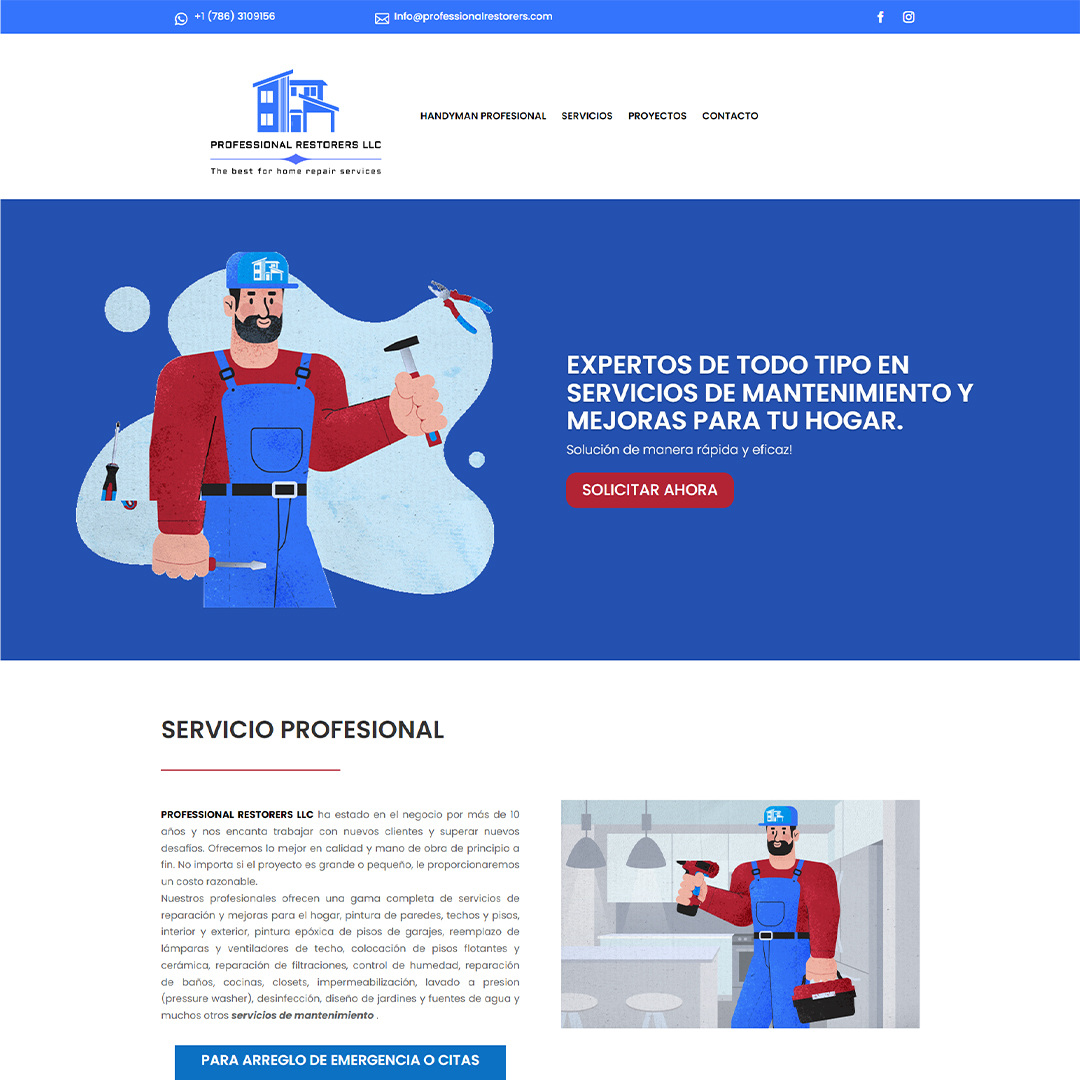 +1 (786) 3109156
Info@professionalrestorers.com
PROFESSIONAL RESTORERS LLC
The best for home repair services
HANDYMAN PROFESIONAL SERVICIOS PROYECTOS CONTACTO
EXPERTOS DE TODO TIPO EN
SERVICIOS DE MANTENIMIENTO Y
MEJORAS PARA TU HOGAR.
Solución de manera rápida y eficaz!
SOLICITAR AHORA
SERVICIO PROFESIONAL
PROFESSIONAL RESTORERS LLC ha estado en el negocio por más de 10
años y nos encanta trabajar con nuevos clientes y superar nuevos
desafíos. Ofrecemos lo mejor en calidad y mano de obra de principio a
fin. No importa si el proyecto es grande o pequeño, le proporcionaremos
un costo razonable.
Nuestros profesionales ofrecen una gama completa de servicios de
reparación y mejoras para el hogar, pintura de paredes, techos y pisos,
interior y exterior, pintura epóxica de pisos de garajes, reemplazo de
lámparas y ventiladores de techo, colocación de pisos flotantes y
cerámica, reparación de filtraciones, control de humedad, reparación
de baños, cocinas, closets, impermeabilización, lavado a presion
(pressure washer), desinfección, diseño de jardines y fuentes de agua y
muchos otros servicios de mantenimiento .
PARA ARREGLO DE EMERGENCIA O CITAS